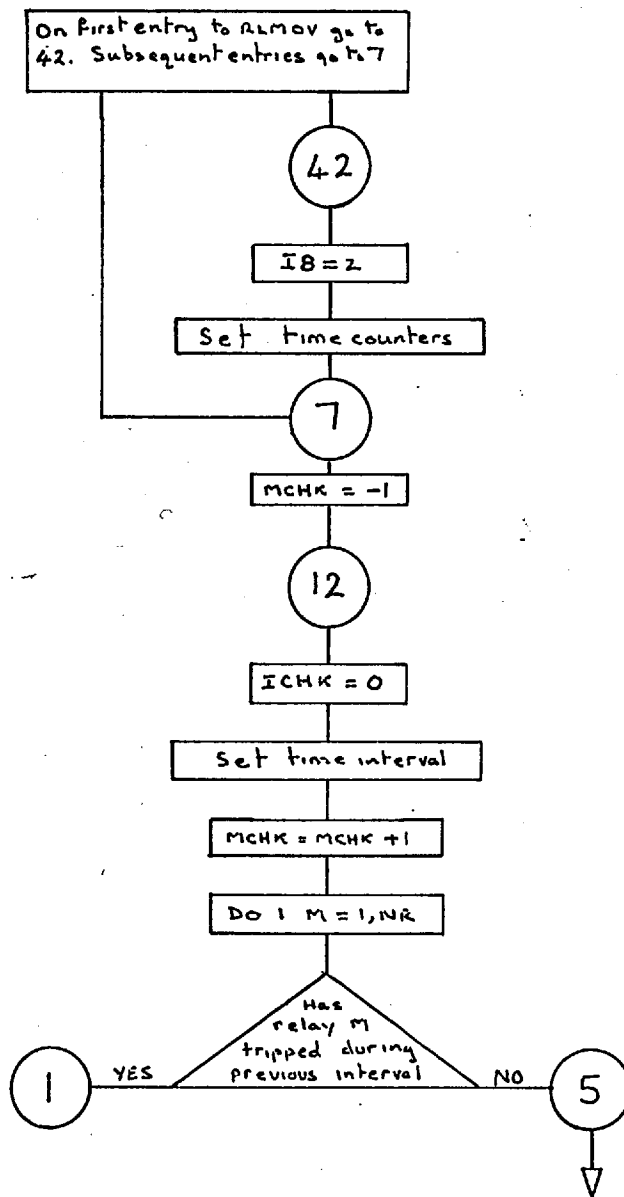 On first entry to RLMOV go to
42. Subsequent entries go to 7
42
IB=2
Set time counters
7
MCHK = -1
12
ICHK = 0
Set time interval
MCHK = MCHK +1
DO 1 M = 1, NR
Has
relay M
tripped during
previous interval
1
YES
NO
5